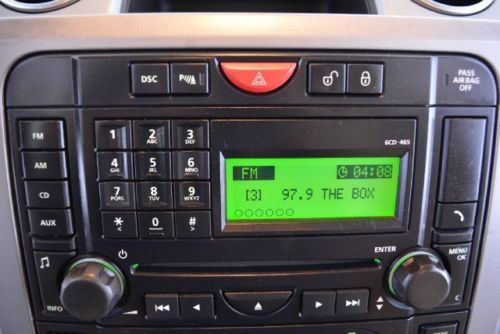 DSC
PASS
AIR BAG
OFF
FM
AM
CD
AUX
1
2 ABC
3 DEF
4 GHI
5 JKL
6 MNO
7 PQRS
8 TUV
9 WXYZ
*
0
#
6CD-465
FM 04:08
[3] 97.9 THE BOX
ENTER
MENU
OK
INFO
C